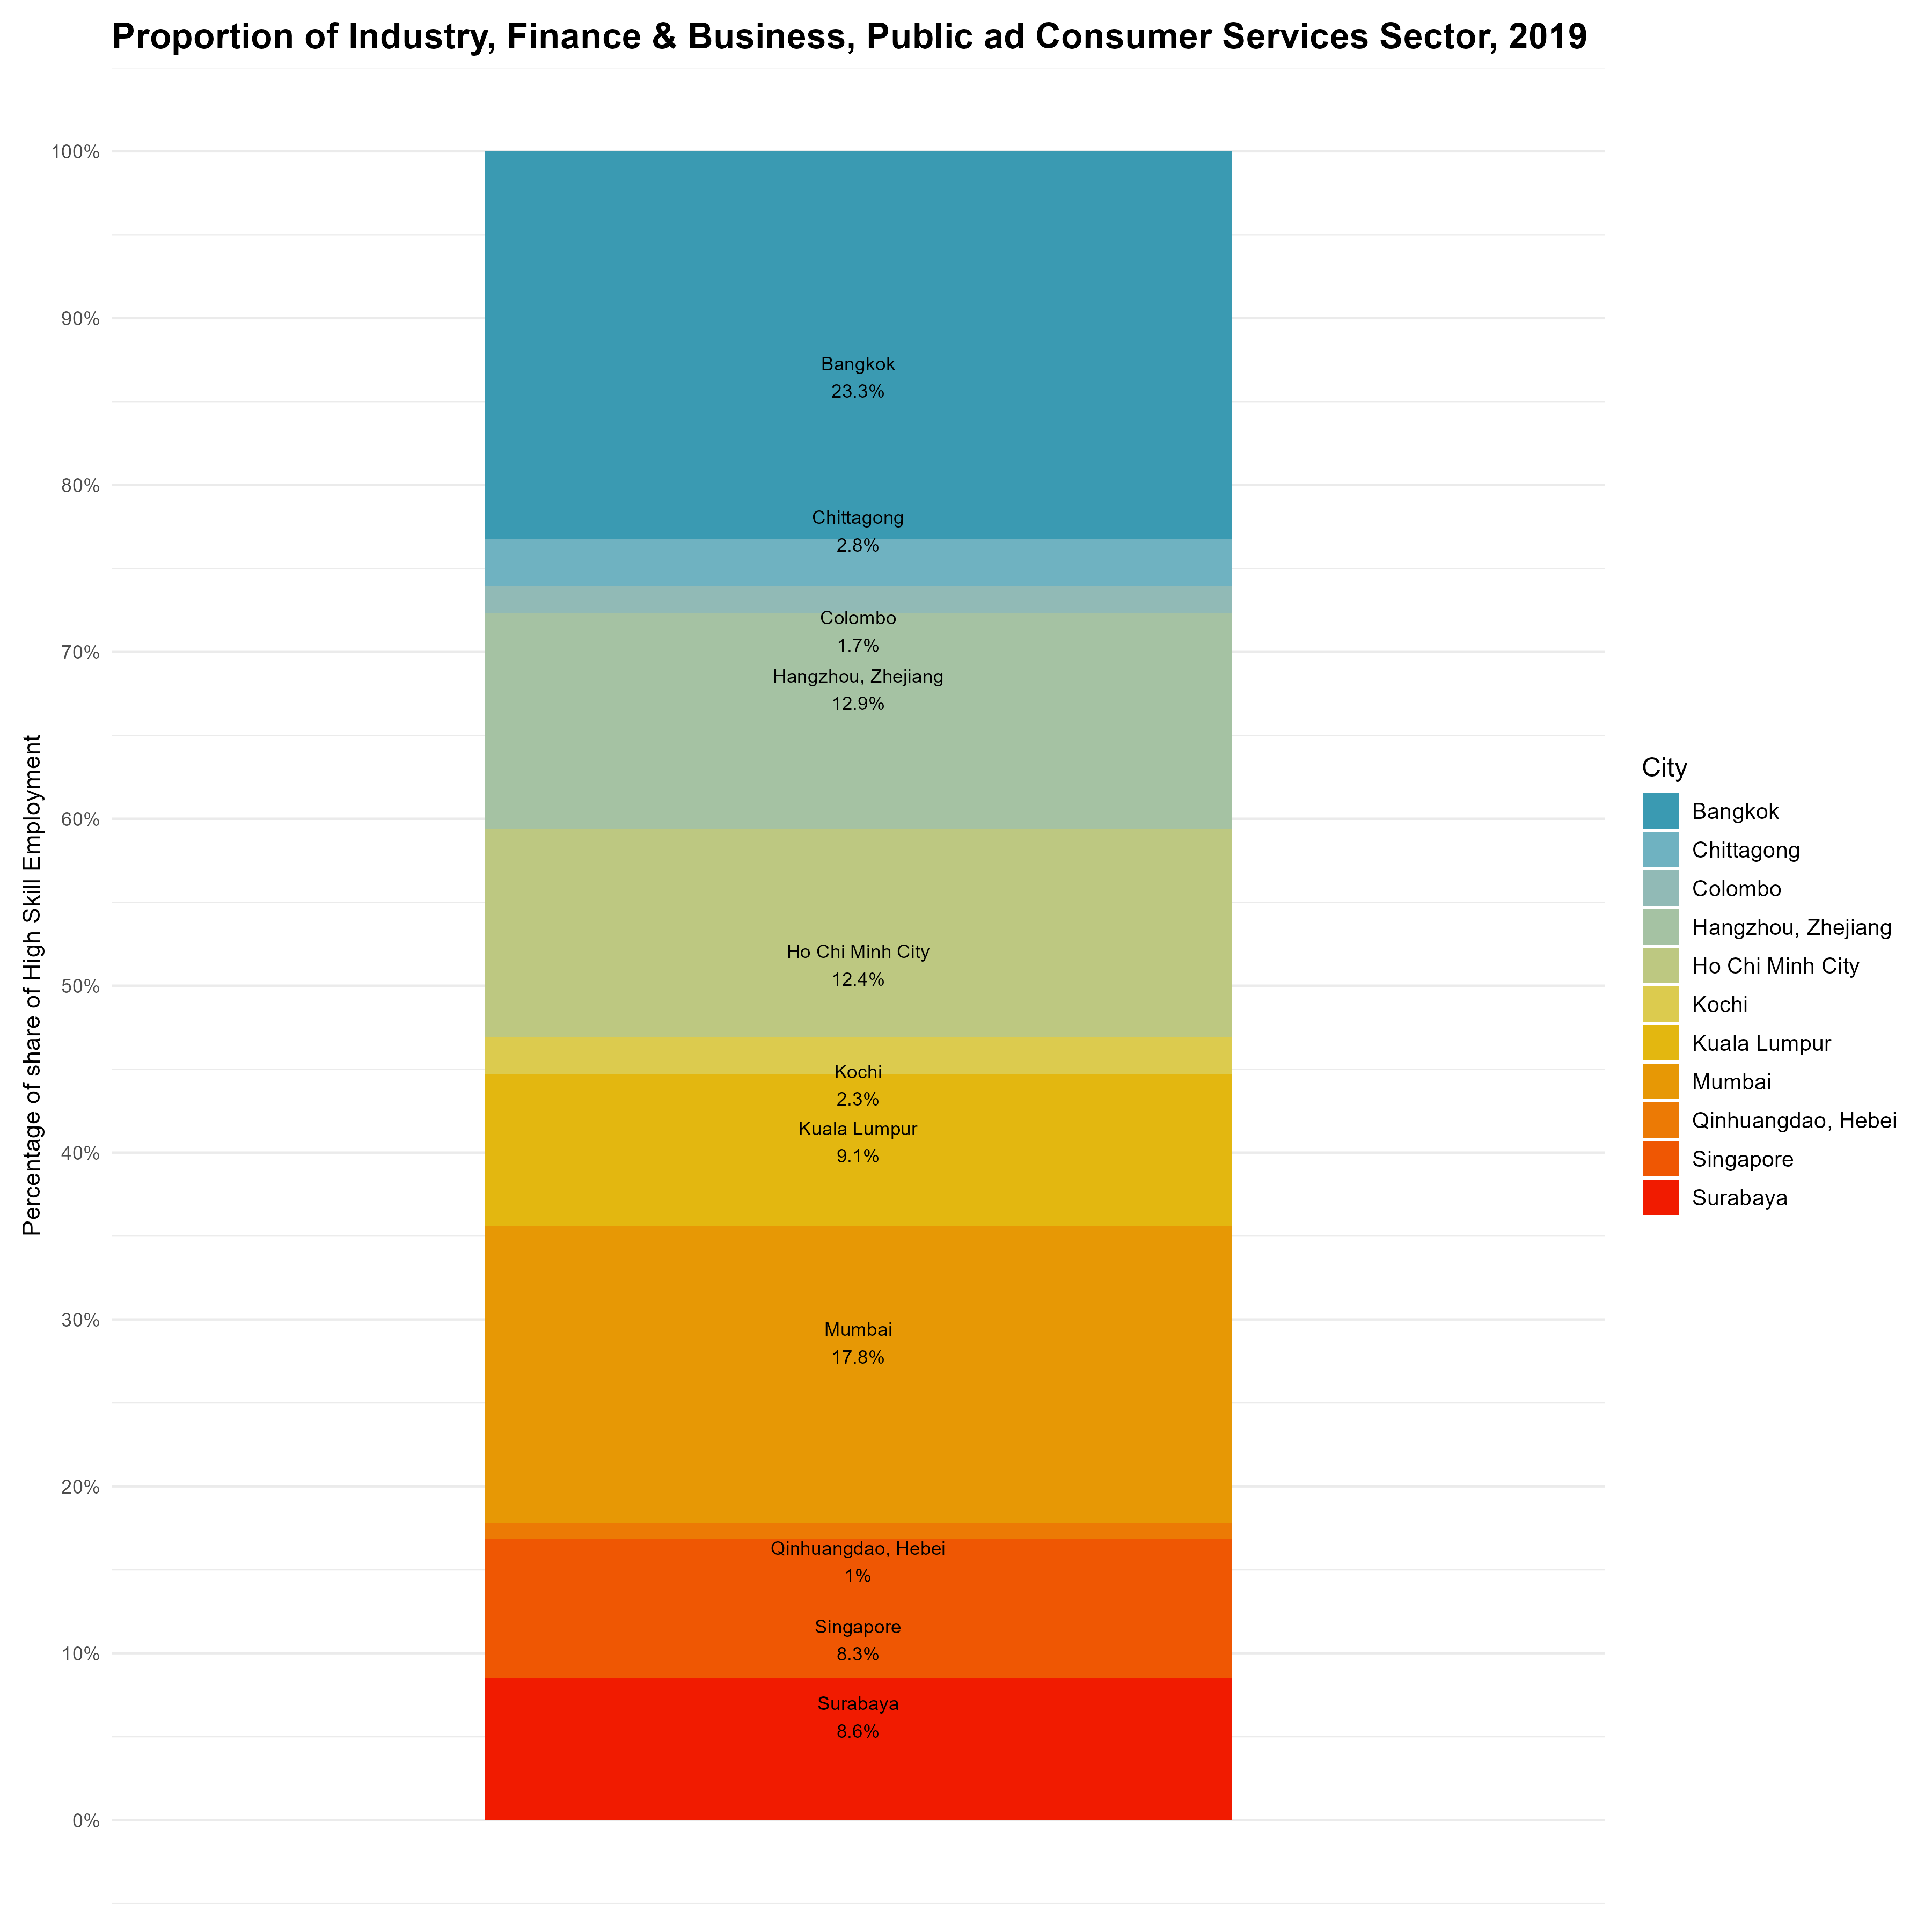 Proportion of Industry, Finance & Business, Public ad Consumer Services Sector, 2019
Percentage of share of High Skill Employment
100%
90%
80%
70%
60%
50%
40%
30%
20%
10%
0%
Bangkok
23.3%
Chittagong
2.8%
Colombo
1.7%
Hangzhou, Zhejiang
12.9%
Ho Chi Minh City
12.4%
Kochi
2.3%
Kuala Lumpur
9.1%
Mumbai
17.8%
Qinhuangdao, Hebei
1%
Singapore
8.3%
Surabaya
8.6%
City
Bangkok
Chittagong
Colombo
Hangzhou, Zhejiang
Ho Chi Minh City
Kochi
Kuala Lumpur
Mumbai
Qinhuangdao, Hebei
Singapore
Surabaya